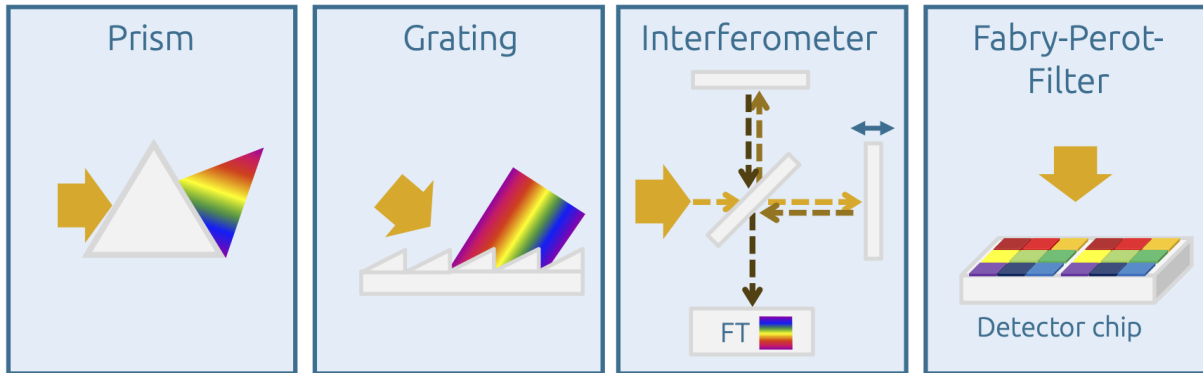 Prism
Grating
Interferometer
FT
Fabry-Perot-
Filter
Detector chip